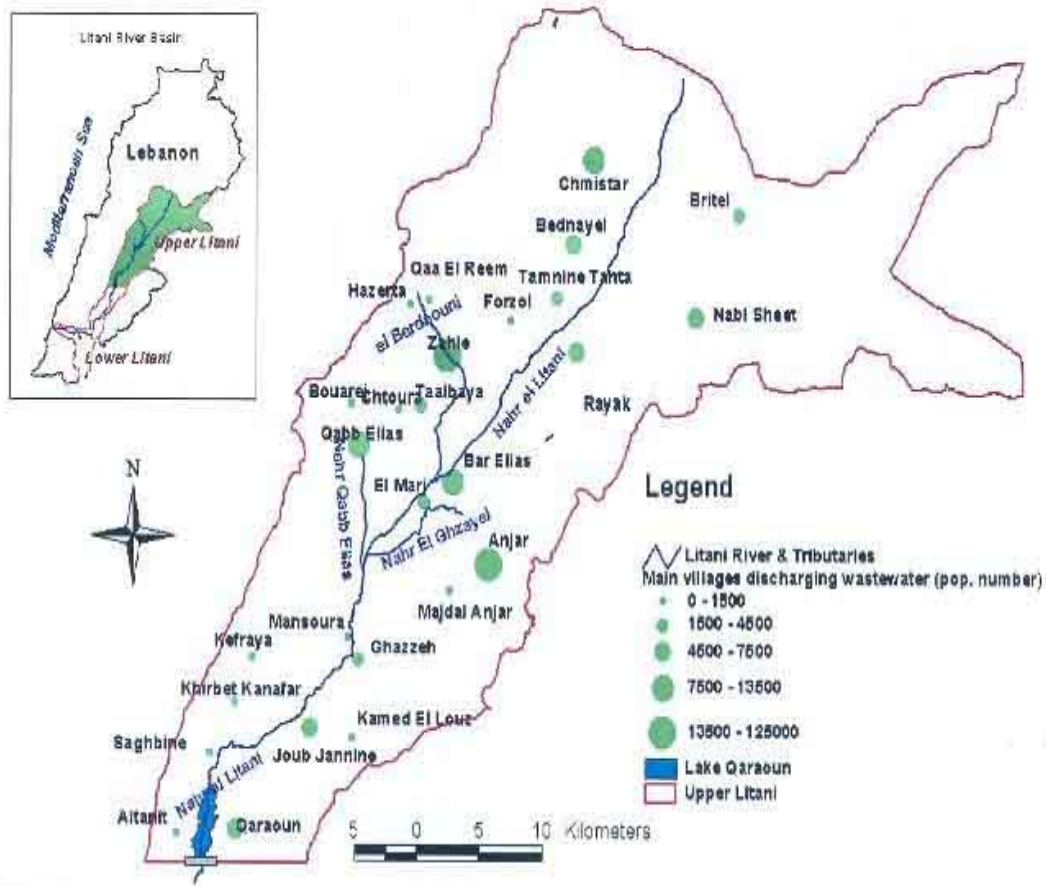 Litani River Basin
Mediterranean Sea
Lebanon
Upper Litani
Lower Litani
Chmistar
Britel
Bednayel
Qaa El Reem
Tamnine Tahta
Hazerta
Forzol
el Berdaouni
Nabi Sheet
Zahle
Nahr el Litani
Bouarej
Chtoura
Taalbaya
Rayak
Qabb Elias
Bar Elias
Nahr Qabb Elias
El Marj
N
Nahr El Ghzayel
Anjar
Majdal Anjar
Mansoura
Kefraya
Ghazzeh
Khirbet Kanafar
Kamed El Louz
Saghbine
Joub Jannine
Nahr el Litani
Aitanit
Qaraoun
5 0 5 10 Kilometers
Legend
Litani River & Tributaries
Main villages discharging wastewater (pop. number)
0 - 1500
1500 - 4500
4500 - 7500
7500 - 13500
13500 - 125000
Lake Qaraoun
Upper Litani